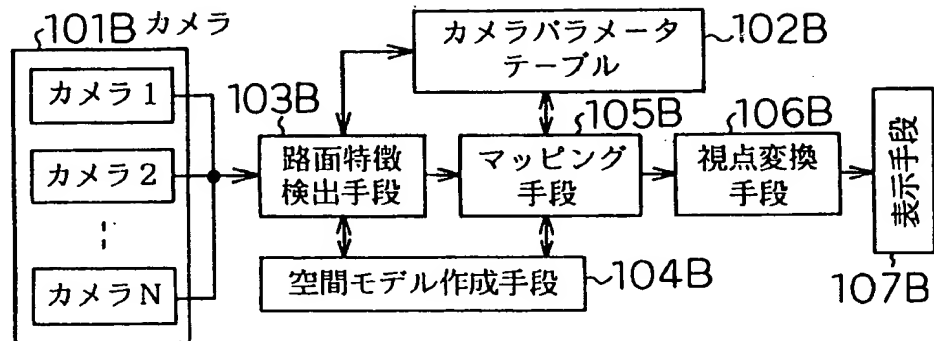 101B カメラ
カメラ1
カメラ2
カメラN
103B
路面特徴
検出手段
カメラパラメータ
テーブル
102B
105B
マッピング
手段
空間モデル作成手段
104B
106B
視点変換
手段
表示手段
107B